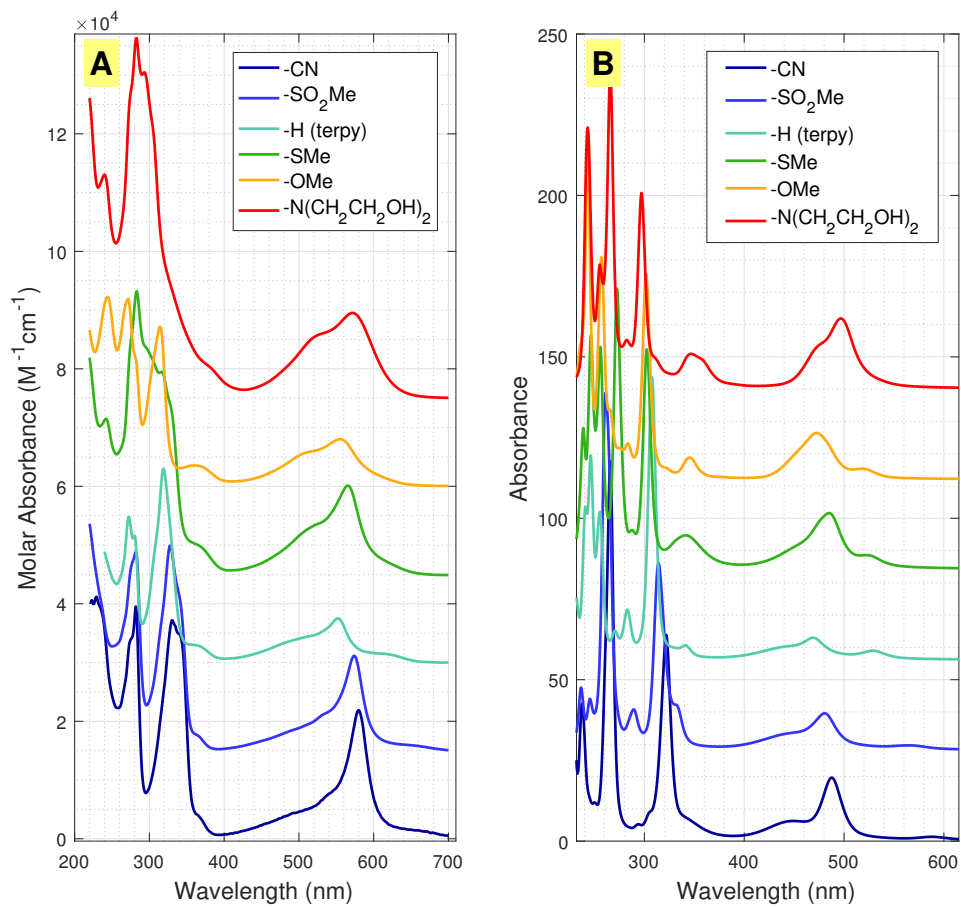 ×10⁴
A
-CN
-SO₂Me
-H (terpy)
-SMe
-OMe
-N(CH₂CH₂OH)₂
12
10
8
6
4
2
0
Molar Absorbance (M⁻¹cm⁻¹)
200
300
400
500
600
700
Wavelength (nm)
B
-CN
-SO₂Me
-H (terpy)
-SMe
-OMe
-N(CH₂CH₂OH)₂
250
200
150
100
50
0
Absorbance
300
400
500
600
Wavelength (nm)